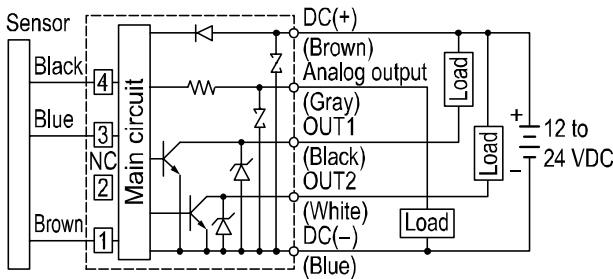 Sensor
Black
4
Blue
3
NC
2
Brown
1
Main circuit
DC(+)
(Brown)
Analog output
(Gray)
OUT1
(Black)
OUT2
(White)
DC(−)
(Blue)
Load
Load
Load
+
−
12 to
24 VDC